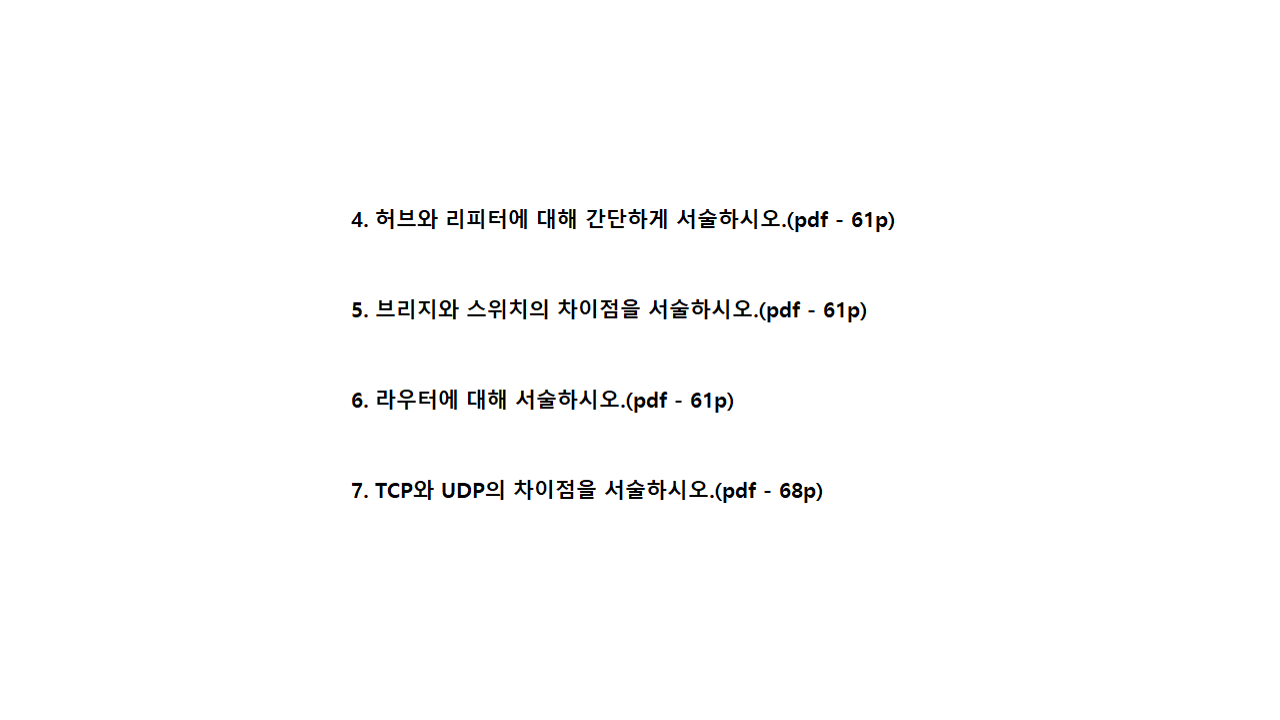 4. 허브와 리피터에 대해 간단하게 서술하시오.(pdf - 61p)
5. 브리지와 스위치의 차이점을 서술하시오.(pdf - 61p)
6. 라우터에 대해 서술하시오.(pdf - 61p)
7. TCP와 UDP의 차이점을 서술하시오.(pdf - 68p)